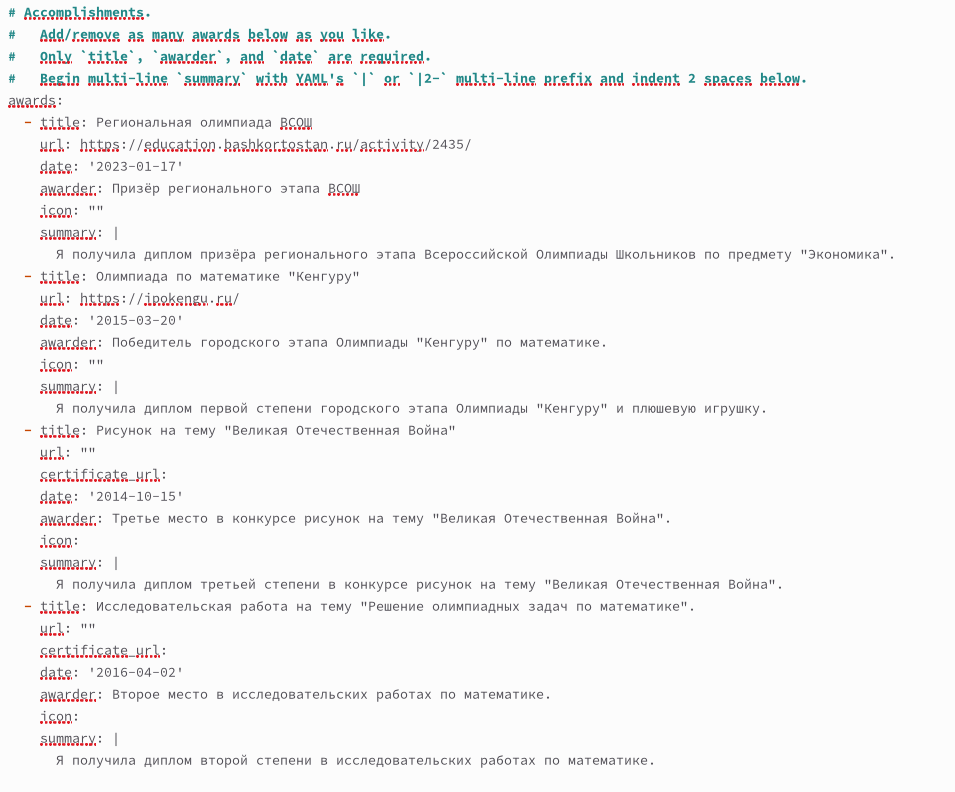 # Accomplishments.
#   Add/remove as many awards below as you like.
#   Only `title`, `awarder`, and `date` are required.
#   Begin multi-line `summary` with YAML's `|` or `|2-` multi-line prefix and indent 2 spaces below.
awards:
  - title: Региональная олимпиада ВСОШ
    url: https://education.bashkortostan.ru/activity/2435/
    date: '2023-01-17'
    awarder: Призёр регионального этапа ВСОШ
    icon: ""
    summary: |
      Я получила диплом призёра регионального этапа Всероссийской Олимпиады Школьников по предмету "Экономика".
  - title: Олимпиада по математике "Кенгуру"
    url: https://ipokengu.ru/
    date: '2015-03-20'
    awarder: Победитель городского этапа Олимпиады "Кенгуру" по математике.
    icon: ""
    summary: |
      Я получила диплом первой степени городского этапа Олимпиады "Кенгуру" и плюшевую игрушку.
  - title: Рисунок на тему "Великая Отечественная Война"
    url: ""
    certificate_url:
    date: '2014-10-15'
    awarder: Третье место в конкурсе рисунок на тему "Великая Отечественная Война".
    icon:
    summary: |
      Я получила диплом третьей степени в конкурсе рисунок на тему "Великая Отечественная Война".
  - title: Исследовательская работа на тему "Решение олимпиадных задач по математике".
    url: ""
    certificate_url:
    date: '2016-04-02'
    awarder: Второе место в исследовательских работах по математике.
    icon:
    summary: |
      Я получила диплом второй степени в исследовательских работах по математике.